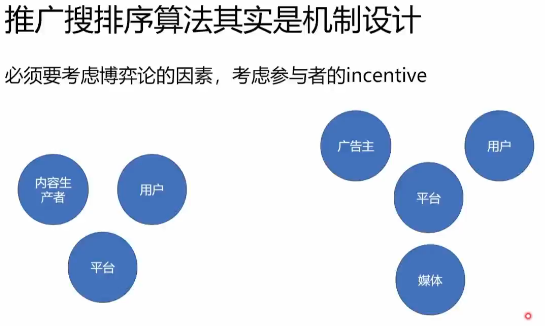 推广搜排序算法其实是机制设计
必须要考虑博弈论的因素，考虑参与者的incentive
内容生
产者
用户
平台
广告主
用户
平台
媒体